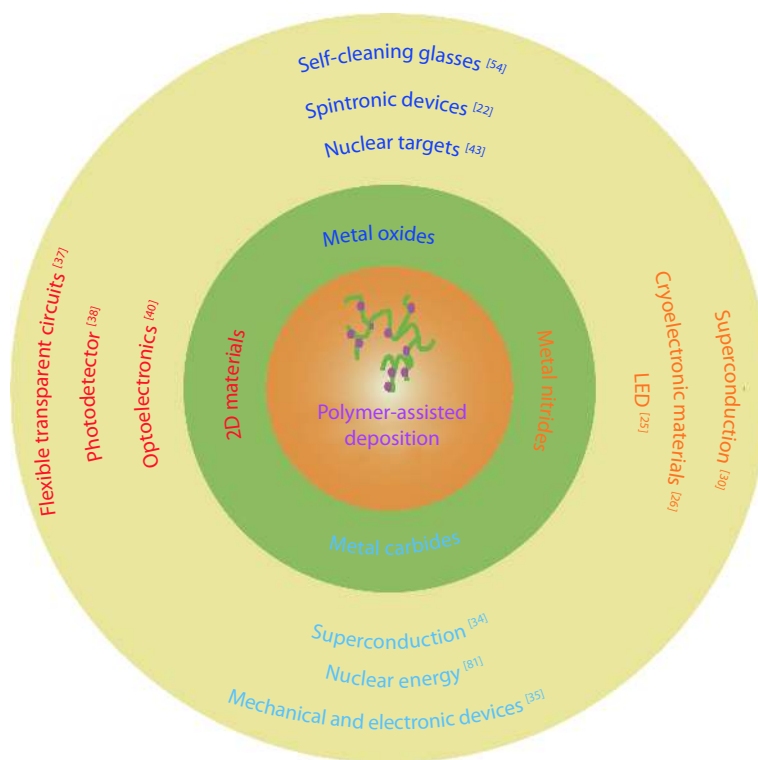 Self-cleaning glasses [54]
Spintronic devices [22]
Nuclear targets [43]
Metal oxides
Flexible transparent circuits [37]
Photodetector [38]
Optoelectronics [40]
2D materials
Polymer-assisted
deposition
Metal nitrides
LED [25]
Cryoelectronic materials [26]
Superconduction [30]
Metal carbides
Superconduction [34]
Nuclear energy [81]
Mechanical and electronic devices [35]